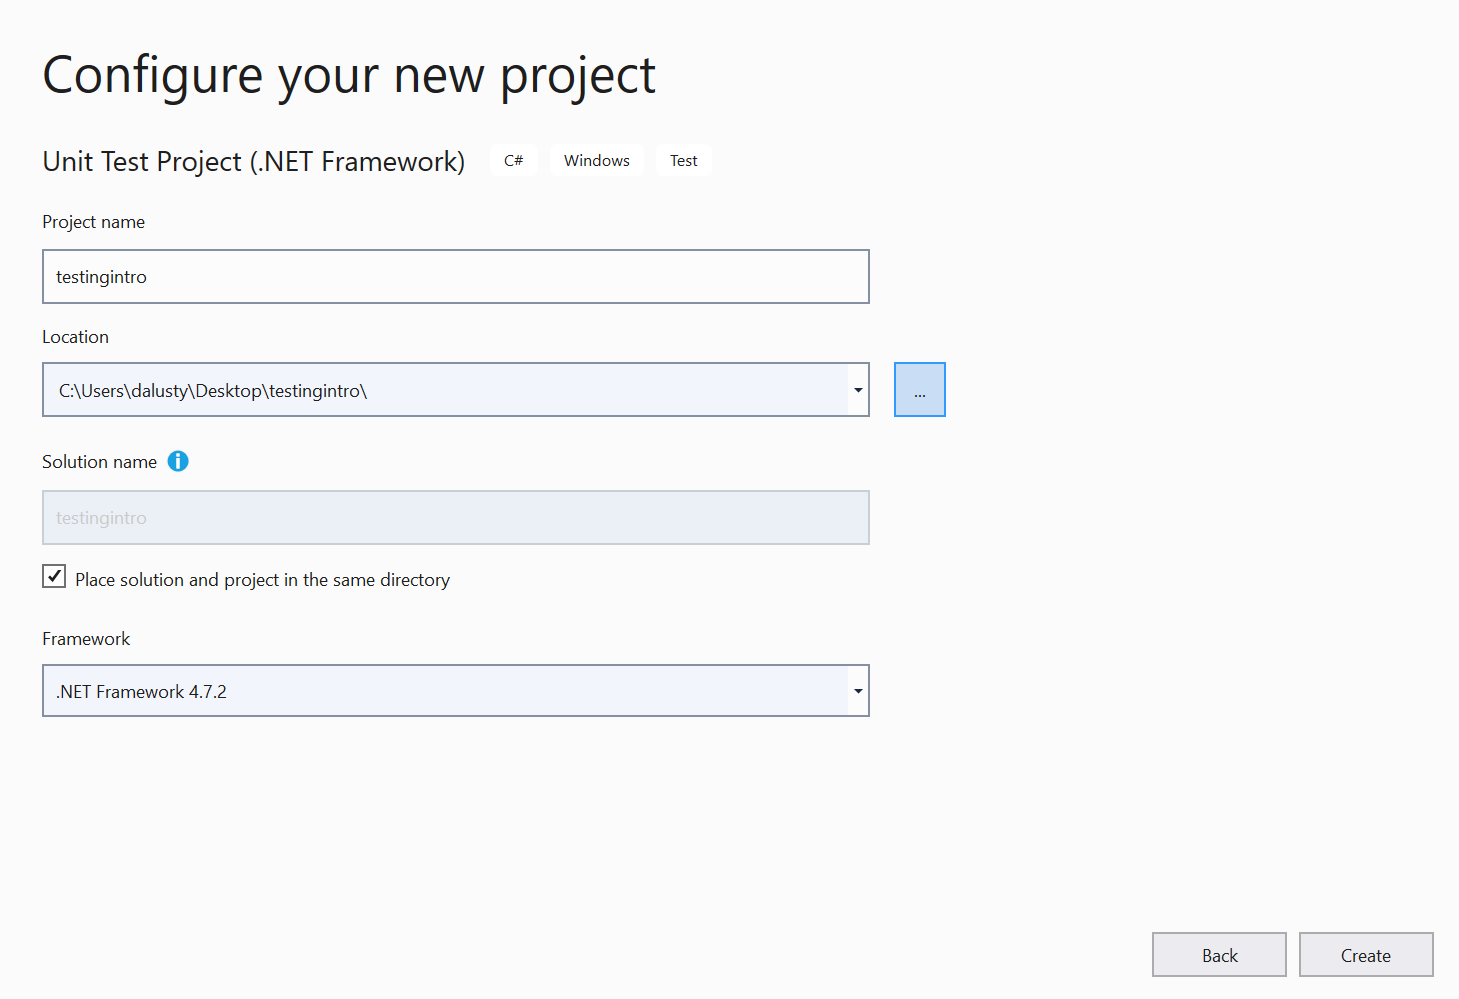 Configure your new project
Unit Test Project (.NET Framework) C# Windows Test
Project name
testingintro
Location
C:\Users\dalusty\Desktop\testingintro\
...
Solution name
testingintro
Place solution and project in the same directory
Framework
.NET Framework 4.7.2
Back Create